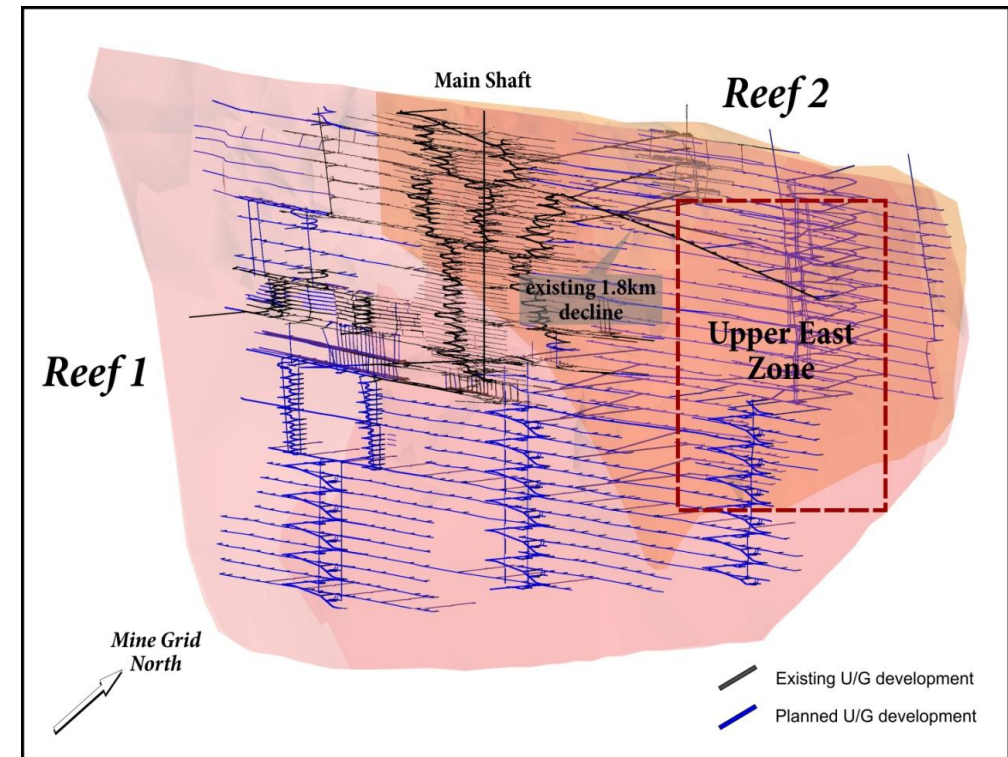 Main Shaft
Reef 2
existing 1.8km
decline
Upper East
Zone
Reef 1
Mine Grid
North
Existing U/G development
Planned U/G development